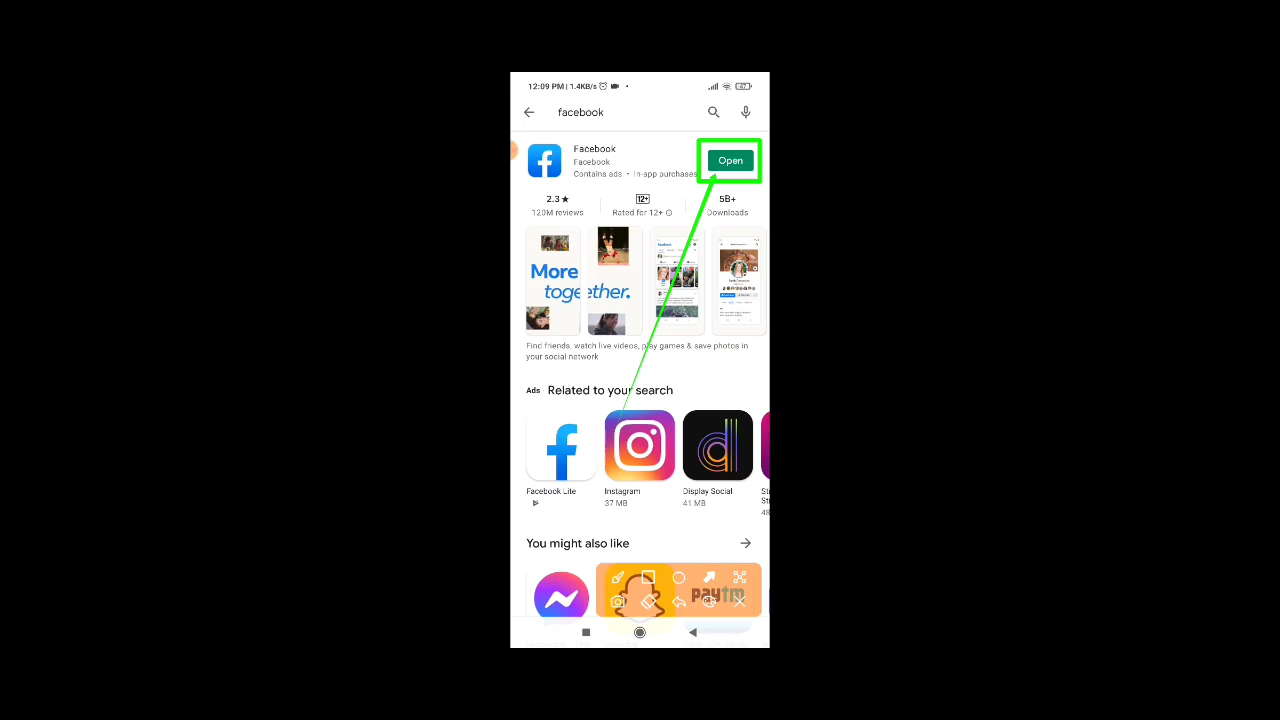 12:09 PM | 1.4KB/s
47
facebook
Facebook
Facebook
Contains ads • In-app purchases
Open
2.3★
120M reviews
12+
Rated for 12+
5B+
Downloads
More
together.
facebook
Find friends, watch live videos, play games & save photos in
your social network
Ads · Related to your search
Facebook Lite
Instagram
37 MB
Display Social
41 MB
You might also like
paytm